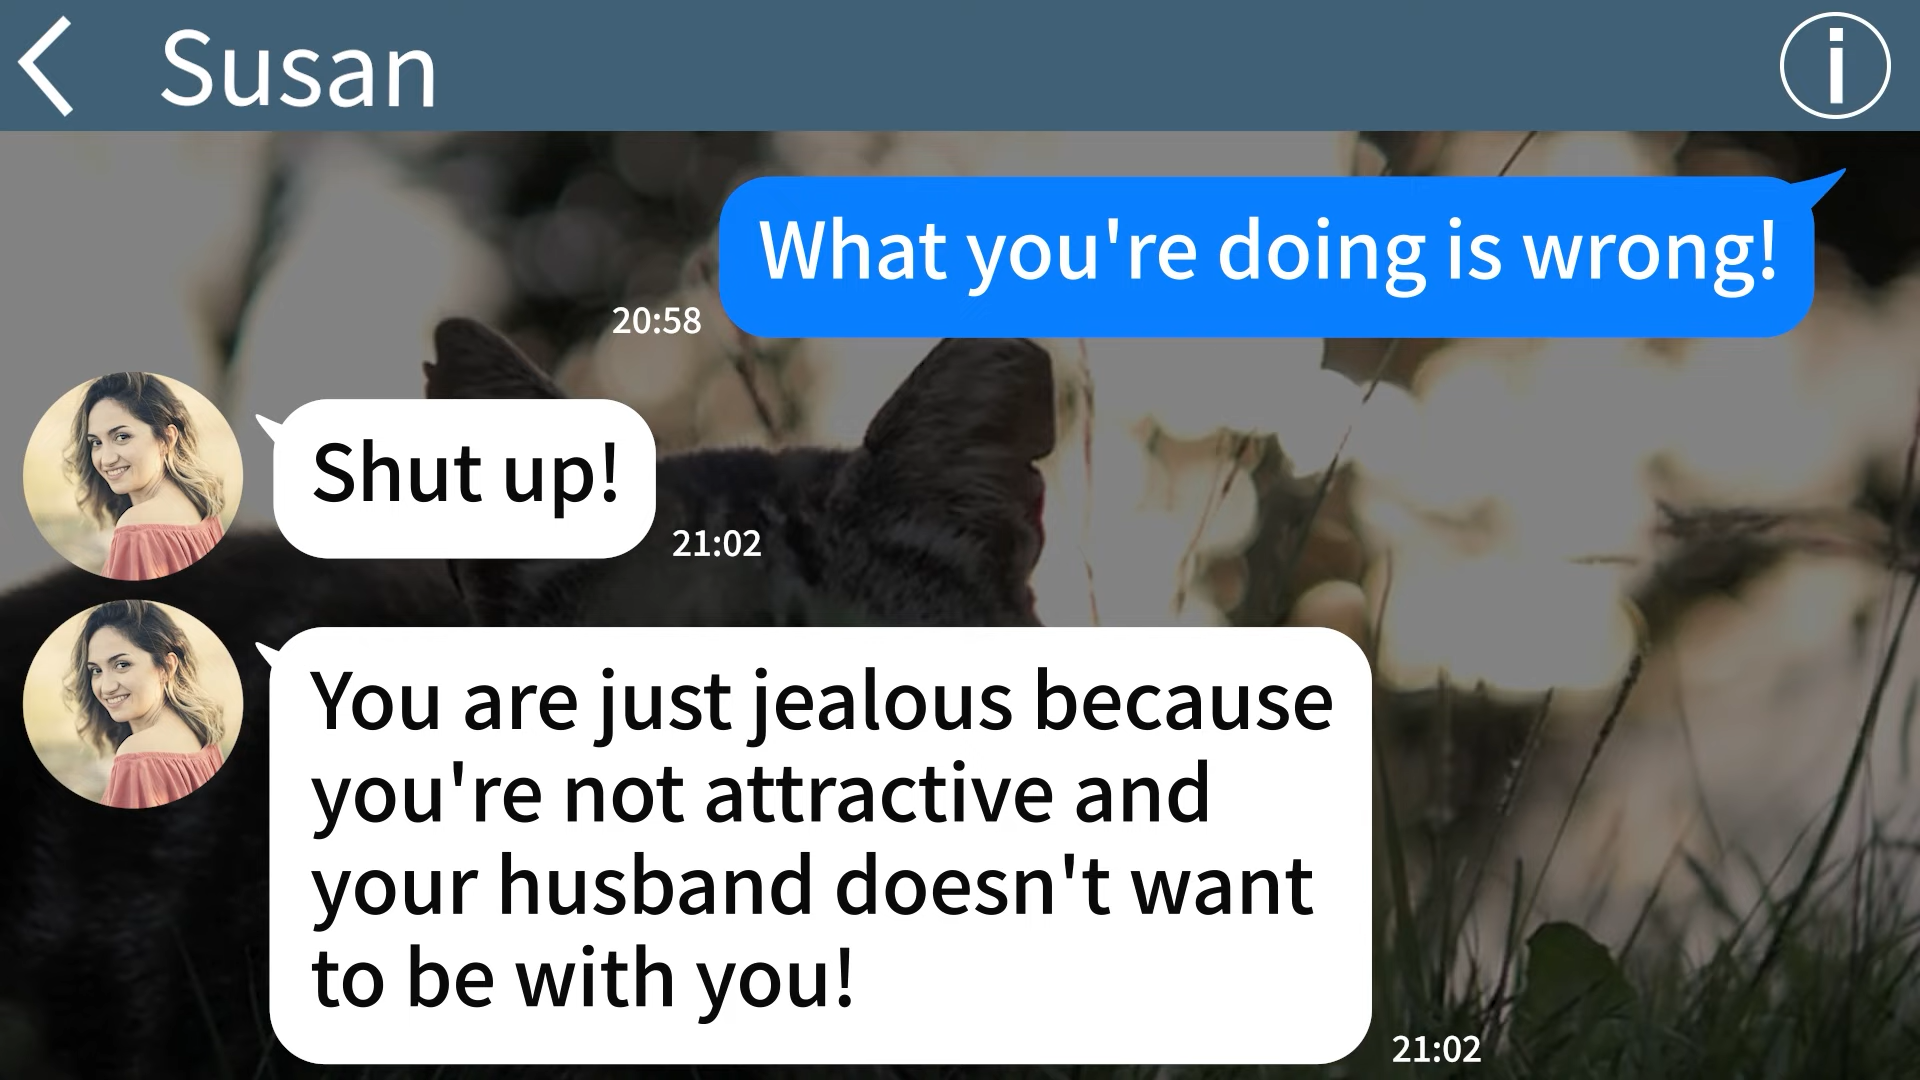 Susan
What you're doing is wrong!
20:58
Shut up!
21:02
You are just jealous because
you're not attractive and
your husband doesn't want
to be with you!
21:02